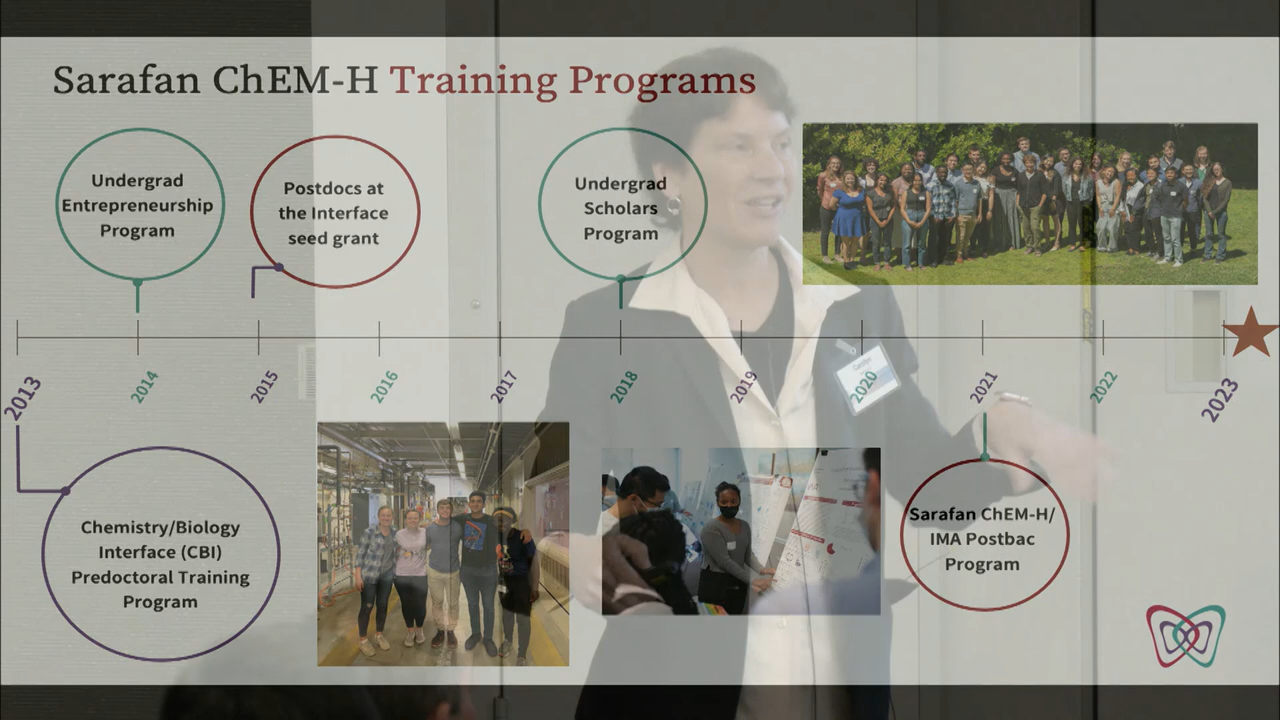 Sarafan ChEM-H Training Programs
Undergrad
Entrepreneurship
Program
Postdocs at
the Interface
seed grant
Undergrad
Scholars
Program
2013
2014
2015
2016
2017
2018
2019
2020
2021
2022
2023
Chemistry/Biology
Interface (CBI)
Predoctoral Training
Program
Sarafan ChEM-H/
IMA Postbac
Program